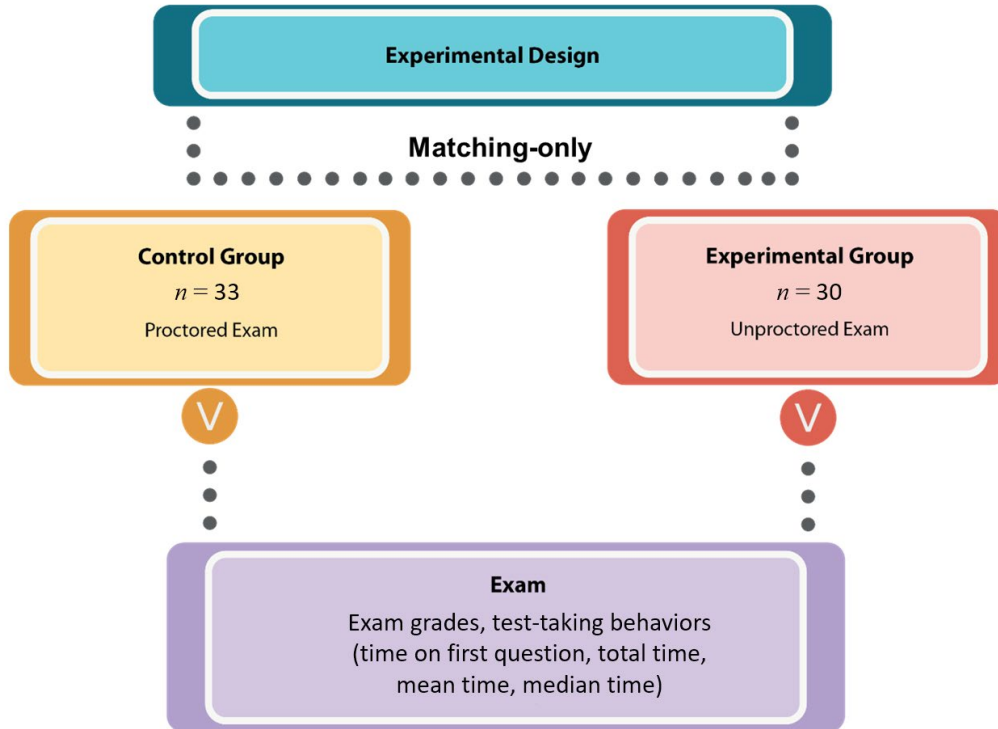 Experimental Design
Matching-only
Control Group
n = 33
Proctored Exam
Experimental Group
n = 30
Unproctored Exam
V
V
Exam
Exam grades, test-taking behaviors
(time on first question, total time,
mean time, median time)